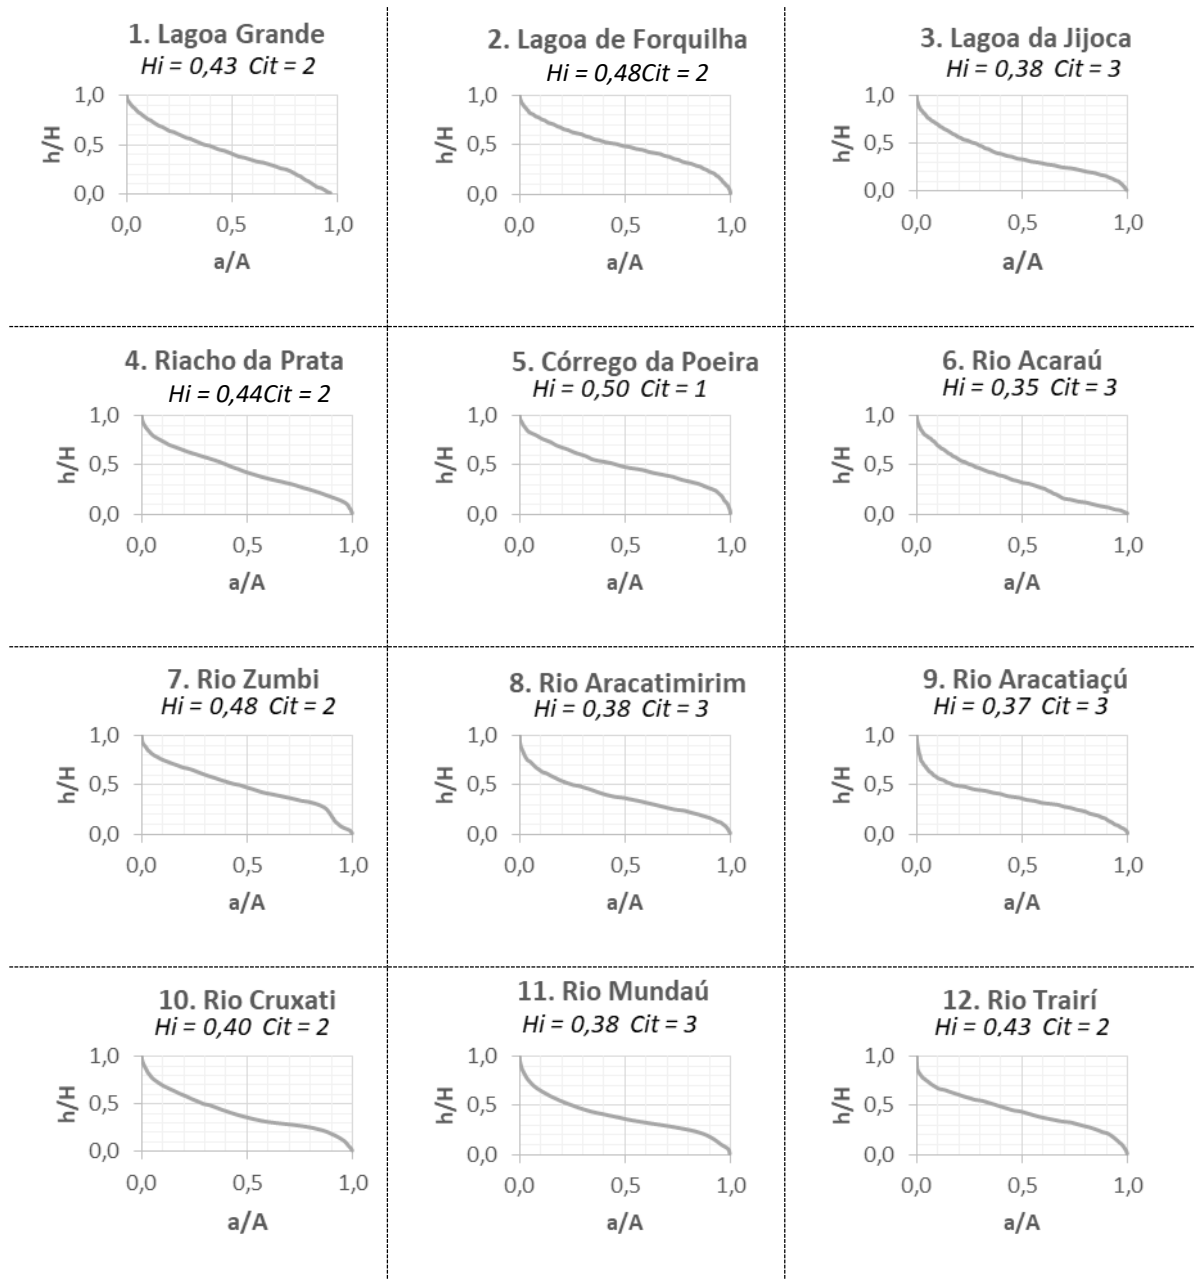 1. Lagoa Grande
Hi = 0,43 Cit = 2
1,0
0,5
0,0
h/H
0,0 0,5 1,0
a/A
2. Lagoa de Forquilha
Hi = 0,48Cit = 2
1,0
0,5
0,0
h/H
0,0 0,5 1,0
a/A
3. Lagoa da Jijoca
Hi = 0,38 Cit = 3
1,0
0,5
0,0
h/H
0,0 0,5 1,0
a/A
4. Riacho da Prata
Hi = 0,44Cit = 2
1,0
0,5
0,0
h/H
0,0 0,5 1,0
a/A
5. Córrego da Poeira
Hi = 0,50 Cit = 1
1,0
0,5
0,0
h/H
0,0 0,5 1,0
a/A
6. Rio Acaraú
Hi = 0,35 Cit = 3
1,0
0,5
0,0
h/H
0,0 0,5 1,0
a/A
7. Rio Zumbi
Hi = 0,48 Cit = 2
1,0
0,5
0,0
h/H
0,0 0,5 1,0
a/A
8. Rio Aracatimirim
Hi = 0,38 Cit = 3
1,0
0,5
0,0
h/H
0,0 0,5 1,0
a/A
9. Rio Aracatiaçú
Hi = 0,37 Cit = 3
1,0
0,5
0,0
h/H
0,0 0,5 1,0
a/A
10. Rio Cruxati
Hi = 0,40 Cit = 2
1,0
0,5
0,0
h/H
0,0 0,5 1,0
a/A
11. Rio Mundaú
Hi = 0,38 Cit = 3
1,0
0,5
0,0
h/H
0,0 0,5 1,0
a/A
12. Rio Trairí
Hi = 0,43 Cit = 2
1,0
0,5
0,0
h/H
0,0 0,5 1,0
a/A